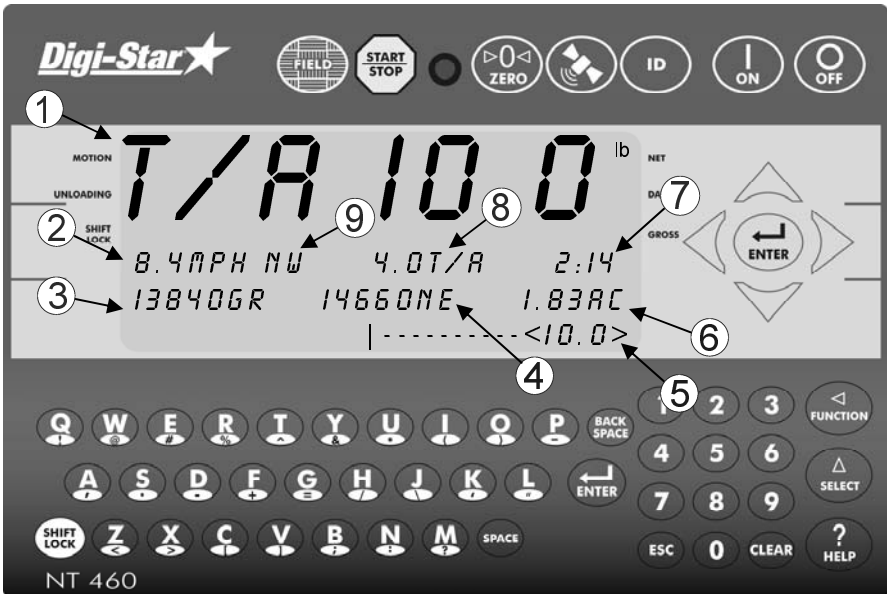 Digi-Star
FIELD START STOP ▷0◁ ZERO ID | ON O OFF
1
T/A 10 0 lb
MOTION
NET
UNLOADING
DA
SHIFT LOCK
GROSS
2 9 8 7
8.4MPH NW 4.0T/A 2:14
ENTER
3
13840GR 14660NE 1.83AC
6
|----------<10.0>
4 5
Q ! W @ E # R % T ^ Y & U * I ( O ) P - BACK SPACE 1 2 3 ◁ FUNCTION
A S D F + G = H / J \ K L " ENTER 4 5 6 △ SELECT
7 8 9
SHIFT LOCK Z < X > C V | B ; N : M ? SPACE ESC 0 CLEAR ? HELP
NT 460